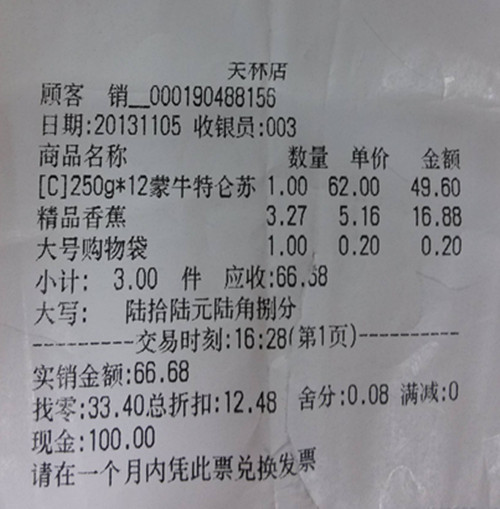 天林店
顾客 销__000190488156
日期:20131105 收银员:003
商品名称 数量 单价 金额
[C]250g*12蒙牛特仑苏 1.00 62.00 49.60
精品香蕉 3.27 5.16 16.88
大号购物袋 1.00 0.20 0.20
小计: 3.00 件 应收:66.68
大写: 陆拾陆元陆角捌分
---------交易时刻:16:28(第1页)----------
实销金额:66.68
找零:33.40总折扣:12.48 舍分:0.08 满减:0
现金:100.00
请在一个月内凭此票兑换发票